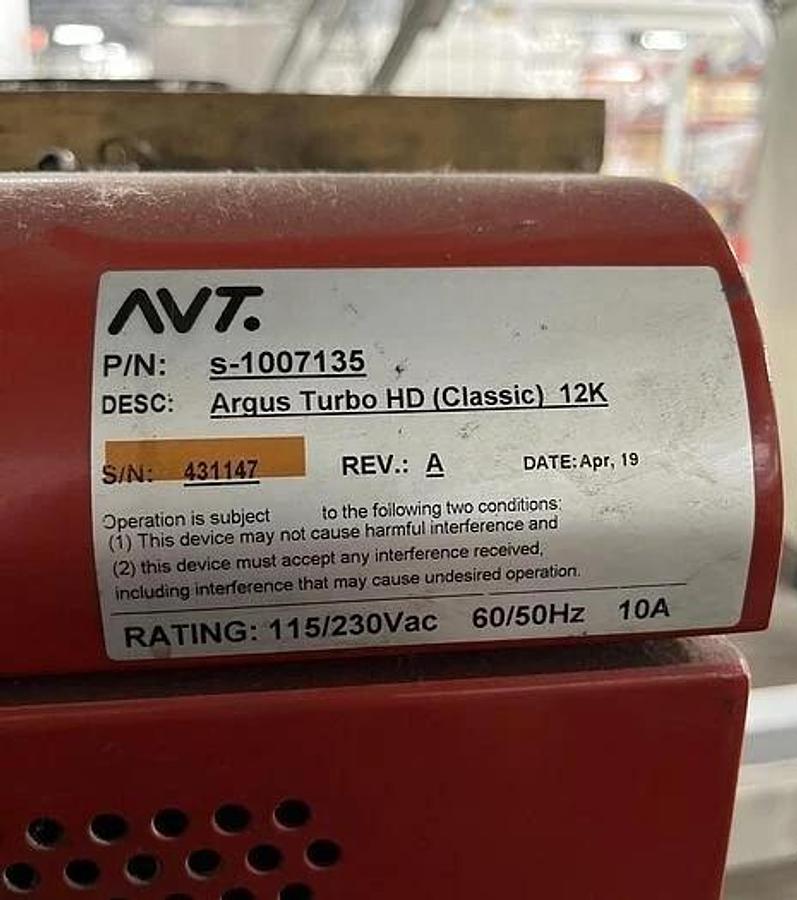 AVT.
P/N: s-1007135
DESC: Argus Turbo HD (Classic) 12K
S/N: 431147 REV.: A DATE: Apr, 19
Operation is subject to the following two conditions:
(1) This device may not cause harmful interference and
(2) this device must accept any interference received,
including interference that may cause undesired operation.
RATING: 115/230Vac 60/50Hz 10A